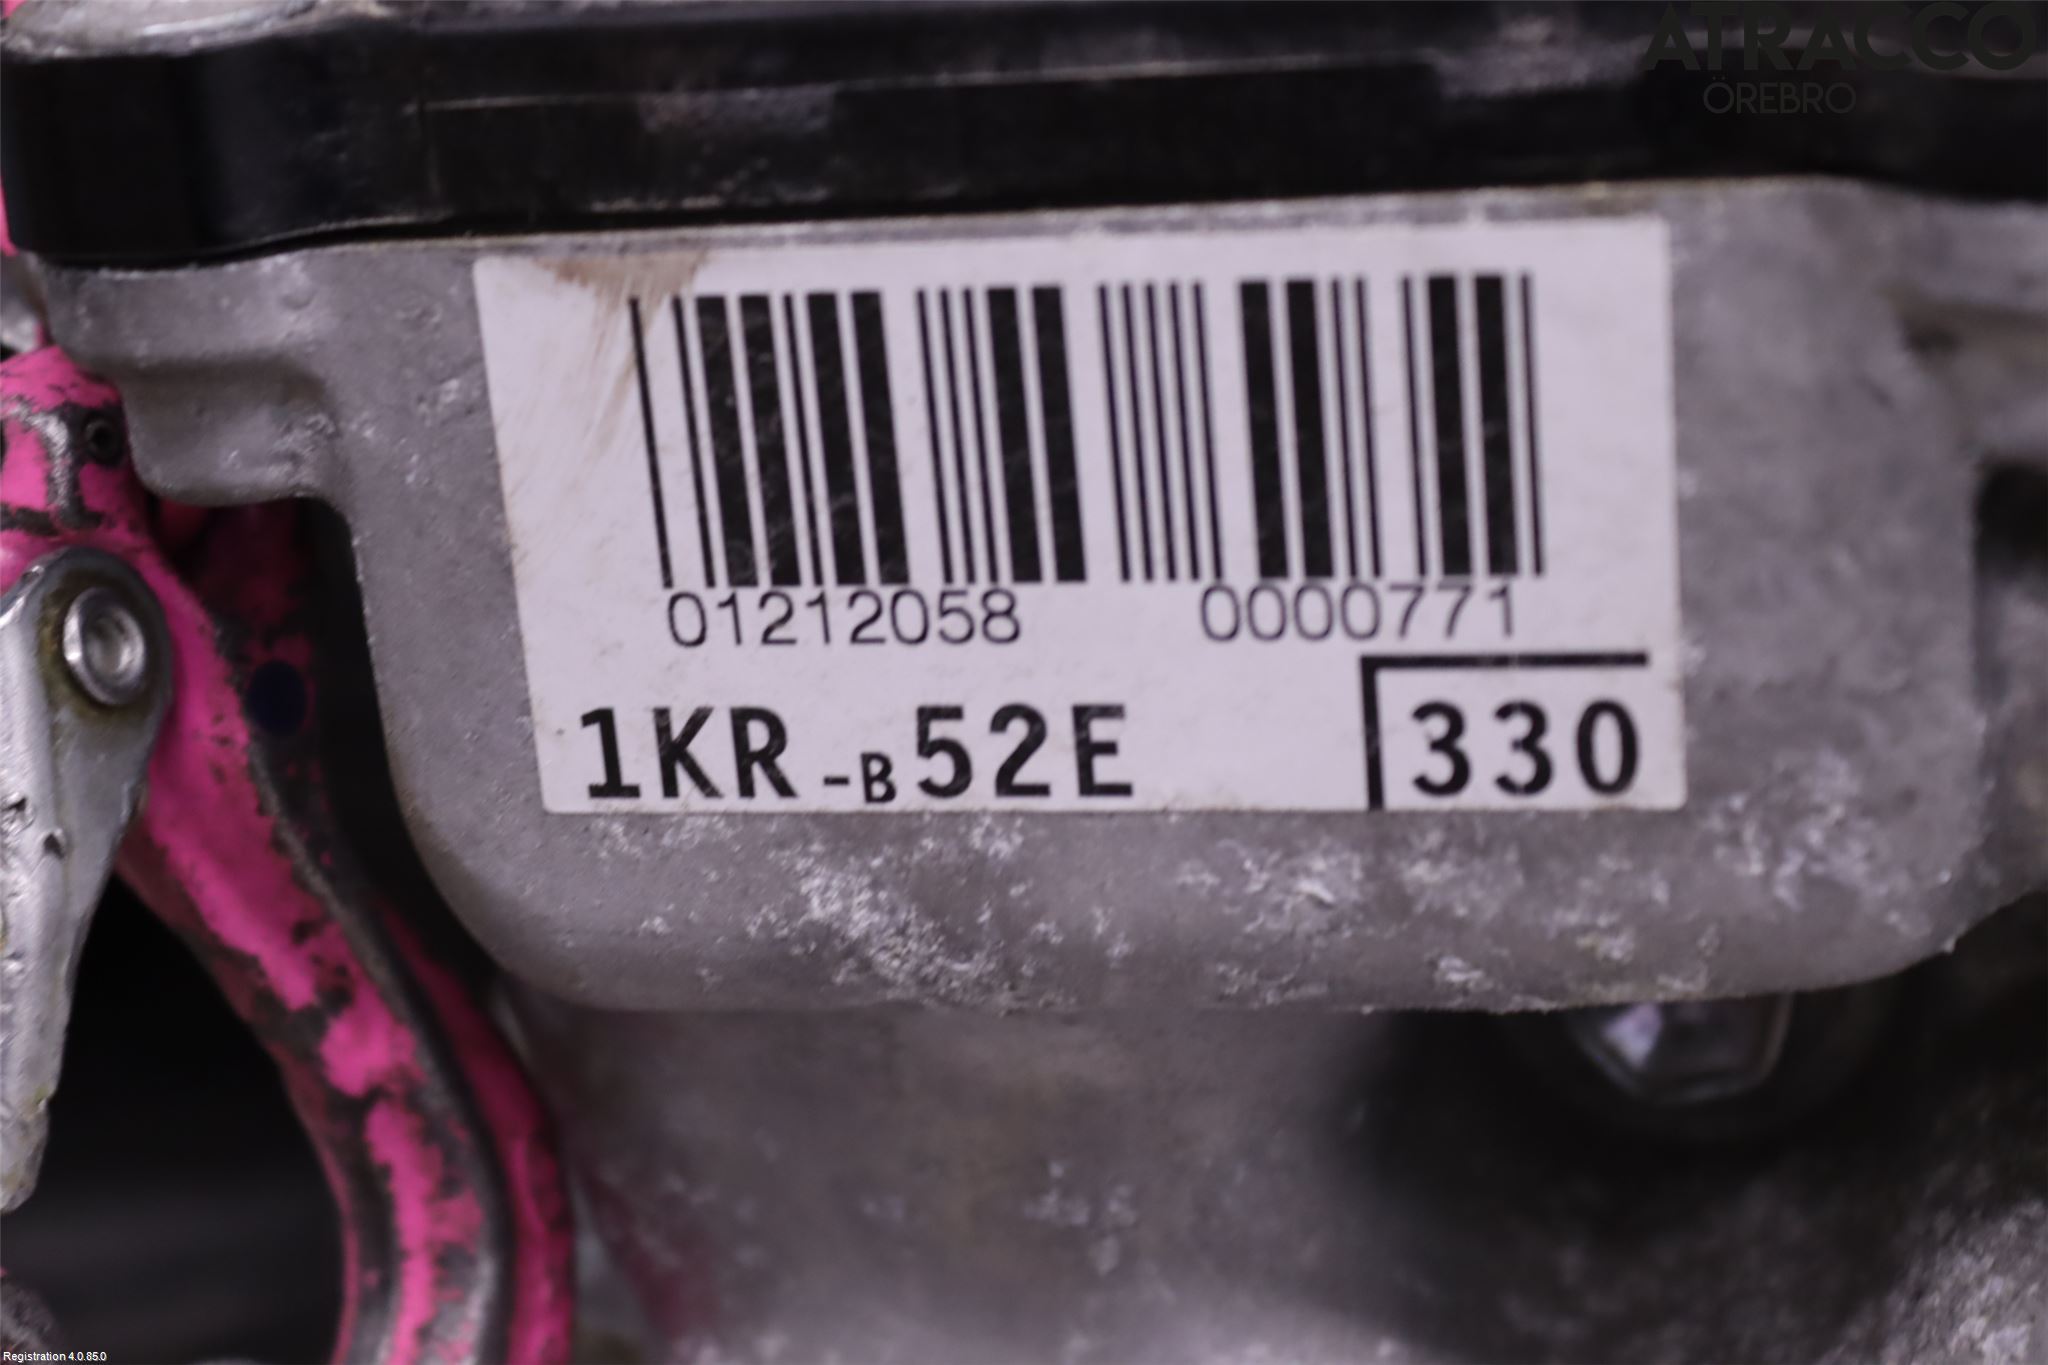 ATRACCO
ÖREBRO
01212058 0000771
1KR-B52E 330
Registration 4.0.85.0